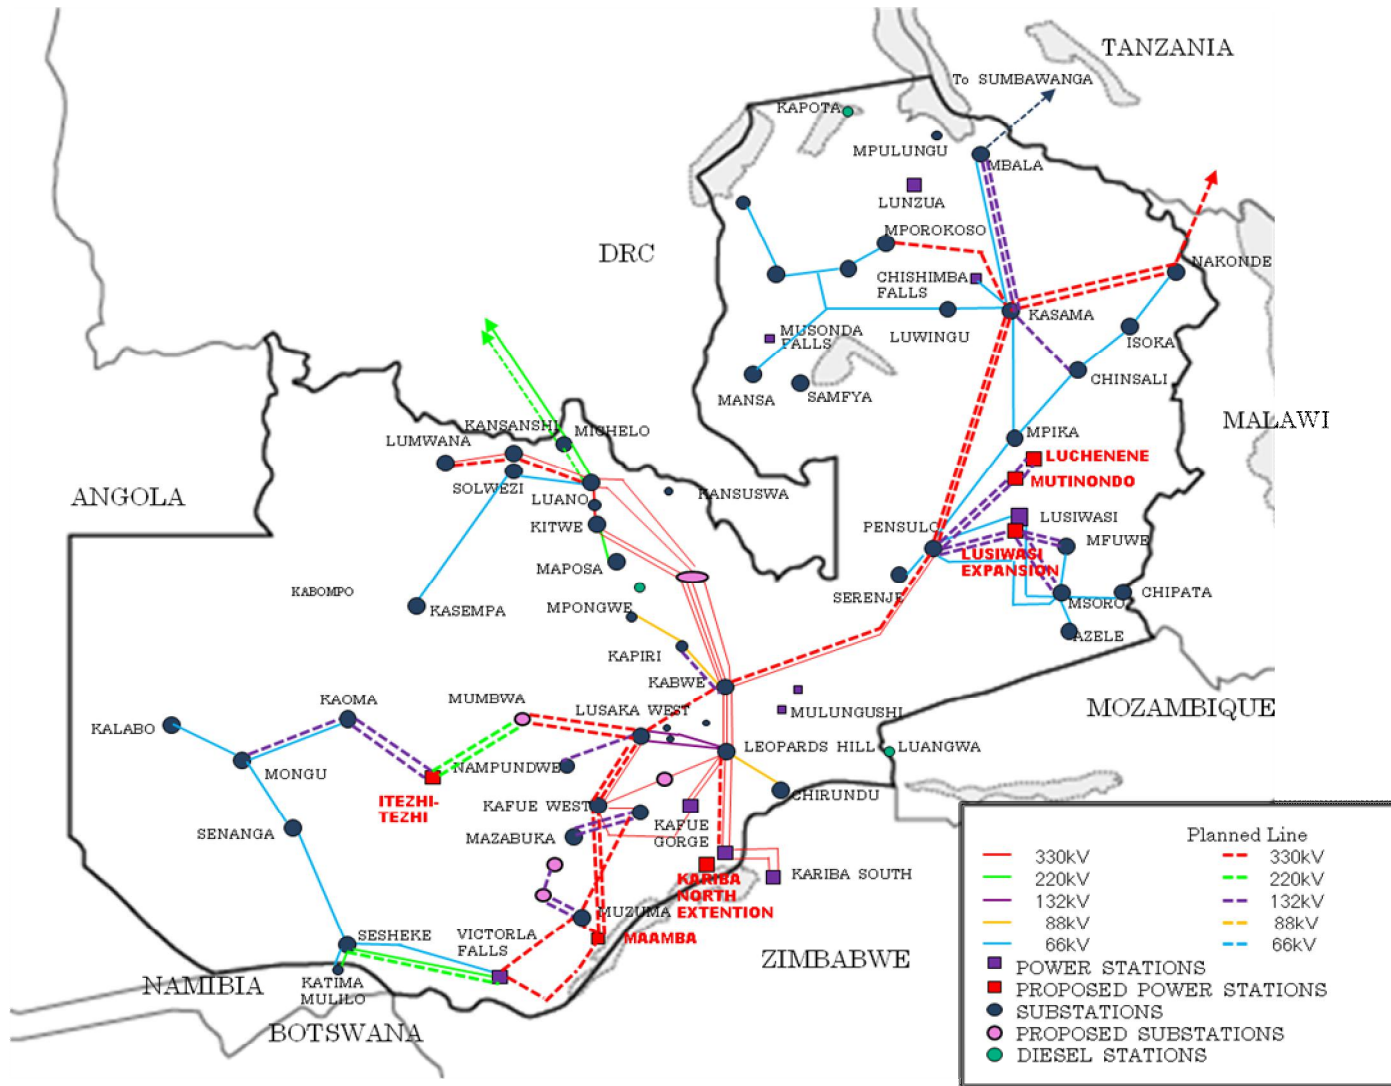 TANZANIA
To SUMBAWANGA
KAPOTA
MPULUNGU
MBALA
LUNZUA
MPOROKOSO
DRC
NAKONDE
CHISHIMBA
FALLS
KASAMA
MUSONDA
FALLS
LUWINGU
ISOKA
CHINSALI
MANSA
SAMFYA
MALAWI
KANSANSHI
MICHELO
LUMWANA
MPIKA
LUCHENENE
MUTINONDO
SOLWEZI
LUANO
KANSUSWA
ANGOLA
KITWE
PENSULO
LUSIWASI
MFUWE
LUSIWASI
EXPANSION
MAPOSA
KABOMPO
KASEMPA
MPONGWE
SERENJE
MSORO
CHIPATA
AZELE
KAPIRI
KABWE
KAOMA
MUMBWA
LUSAKA WEST
MULUNGUSHI
MOZAMBIQUE
KALABO
LEOPARDS HILL
LUANGWA
MONGU
NAMPUNDWE
ITEZHI-
TEZHI
KAFUE WEST
CHIRUNDU
SENANGA
MAZABUKA
KAFUE
GORGE
KARIBA SOUTH
KARIBA
NORTH
EXTENTION
MUZUMA
MAAMBA
SESHEKE
VICTORLA
FALLS
ZIMBABWE
NAMIBIA
KATIMA
MULILO
BOTSWANA
Planned Line
330kV 330kV
220kV 220kV
132kV 132kV
88kV 88kV
66kV 66kV
POWER STATIONS
PROPOSED POWER STATIONS
SUBSTATIONS
PROPOSED SUBSTATIONS
DIESEL STATIONS